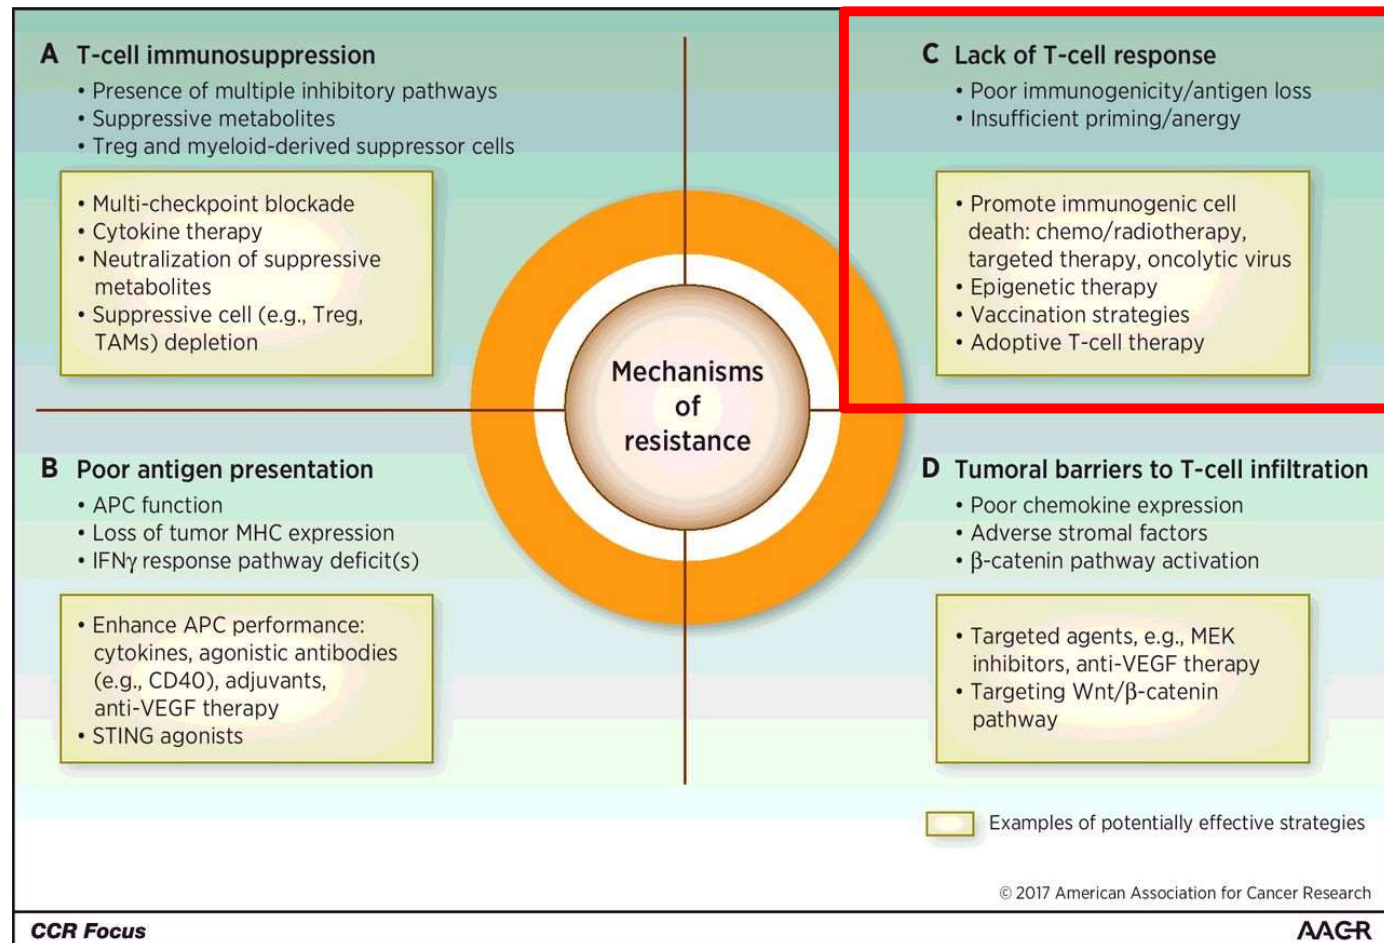 A T-cell immunosuppression
• Presence of multiple inhibitory pathways
• Suppressive metabolites
• Treg and myeloid-derived suppressor cells
• Multi-checkpoint blockade
• Cytokine therapy
• Neutralization of suppressive
metabolites
• Suppressive cell (e.g., Treg,
TAMs) depletion
C Lack of T-cell response
• Poor immunogenicity/antigen loss
• Insufficient priming/anergy
• Promote immunogenic cell
death: chemo/radiotherapy,
targeted therapy, oncolytic virus
• Epigenetic therapy
• Vaccination strategies
• Adoptive T-cell therapy
Mechanisms
of
resistance
B Poor antigen presentation
• APC function
• Loss of tumor MHC expression
• IFNγ response pathway deficit(s)
• Enhance APC performance:
cytokines, agonistic antibodies
(e.g., CD40), adjuvants,
anti-VEGF therapy
• STING agonists
D Tumoral barriers to T-cell infiltration
• Poor chemokine expression
• Adverse stromal factors
• β-catenin pathway activation
• Targeted agents, e.g., MEK
inhibitors, anti-VEGF therapy
• Targeting Wnt/β-catenin
pathway
Examples of potentially effective strategies
© 2017 American Association for Cancer Research
CCR Focus
AACR